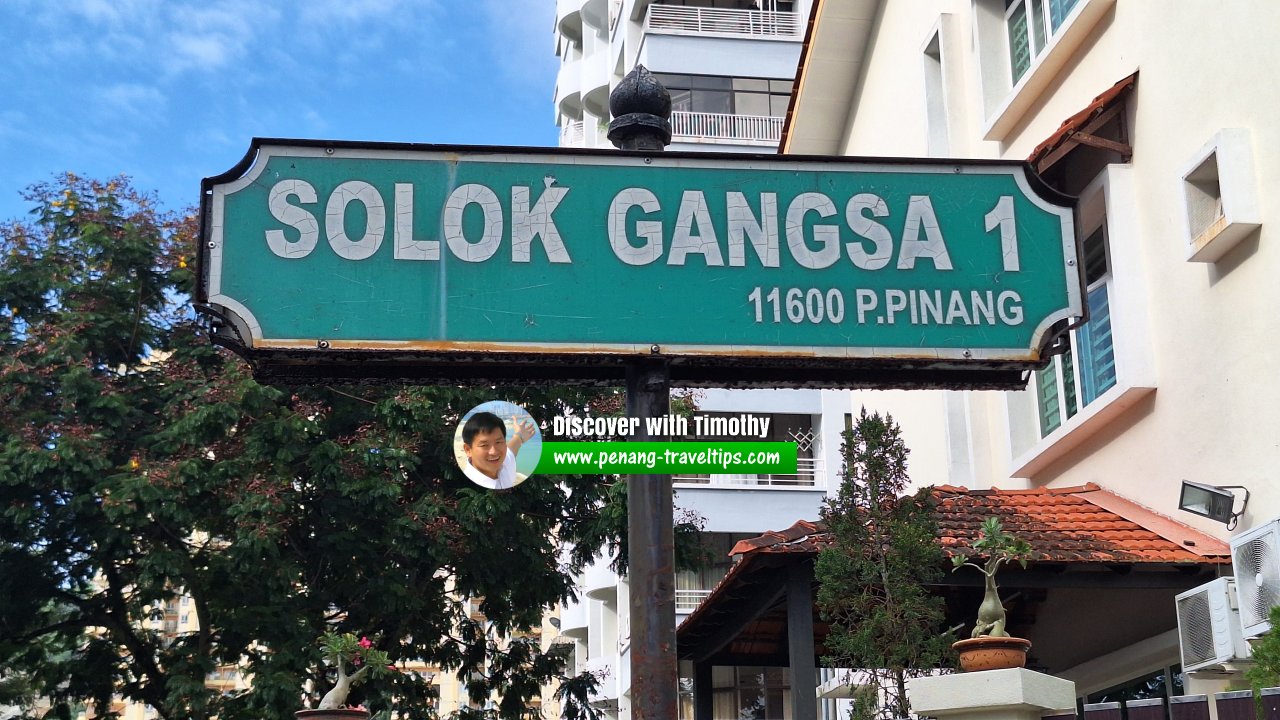 SOLOK GANGSA 1
11600 P.PINANG
Discover with Timothy
www.penang-traveltips.com